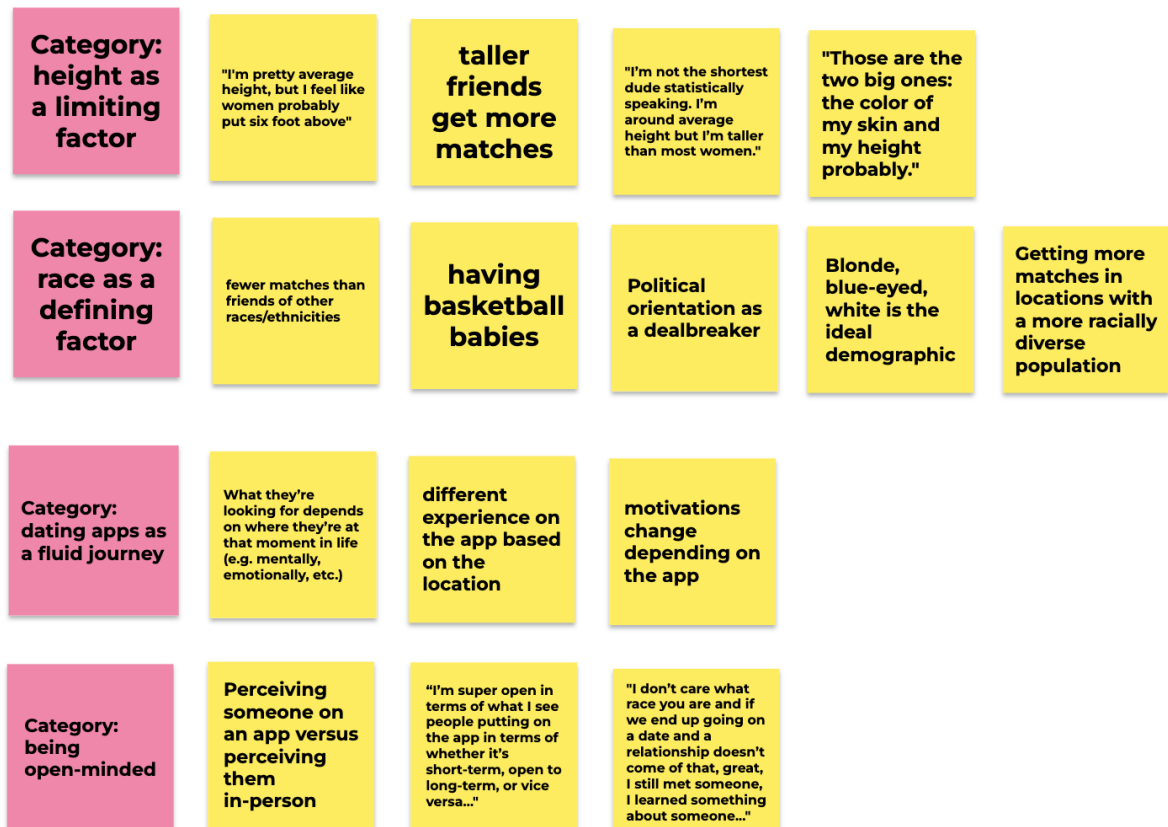 Category:
height as
a limiting
factor
"I'm pretty average
height, but I feel like
women probably
put six foot above"
taller
friends
get more
matches
"I’m not the shortest
dude statistically
speaking. I’m
around average
height but I’m taller
than most women."
"Those are the
two big ones:
the color of
my skin and
my height
probably."
Category:
race as a
defining
factor
fewer matches than
friends of other
races/ethnicities
having
basketball
babies
Political
orientation as
a dealbreaker
Blonde,
blue-eyed,
white is the
ideal
demographic
Getting more
matches in
locations with
a more racially
diverse
population
Category:
dating apps as
a fluid journey
What they’re
looking for depends
on where they’re at
that moment in life
(e.g. mentally,
emotionally, etc.)
different
experience on
the app based
on the
location
motivations
change
depending on
the app
Category:
being
open-minded
Perceiving
someone on
an app versus
perceiving
them
in-person
“I’m super open in
terms of what I see
people putting on
the app in terms of
whether it’s
short-term, open to
long-term, or vice
versa..."
"I don’t care what
race you are and if
we end up going on
a date and a
relationship doesn’t
come of that, great,
I still met someone,
I learned something
about someone..."